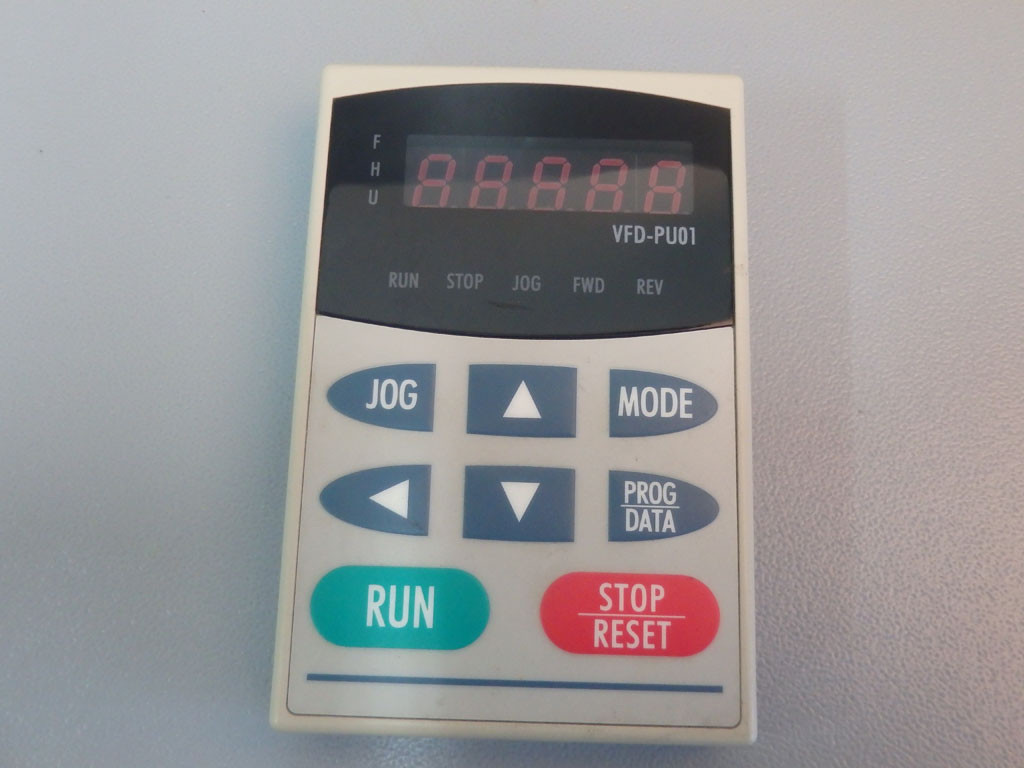 F
H
U
VFD-PU01
RUN STOP JOG FWD REV
JOG MODE
PROG
DATA
RUN
STOP
RESET